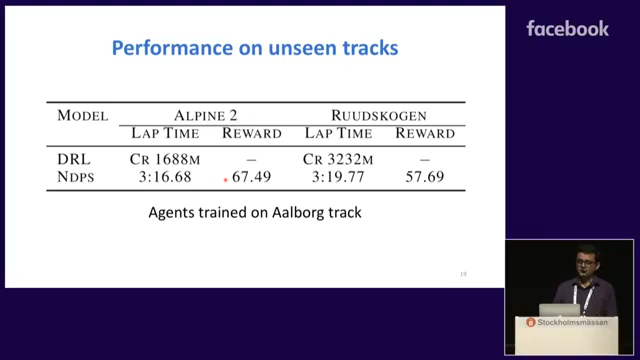 facebook
Performance on unseen tracks
MODEL ALPINE 2 RUUDSKOGEN
LAP TIME REWARD LAP TIME REWARD
DRL CR 1688M – CR 3232M –
NDPS 3:16.68 67.49 3:19.77 57.69
Agents trained on Aalborg track
19
Stockholmsmässan